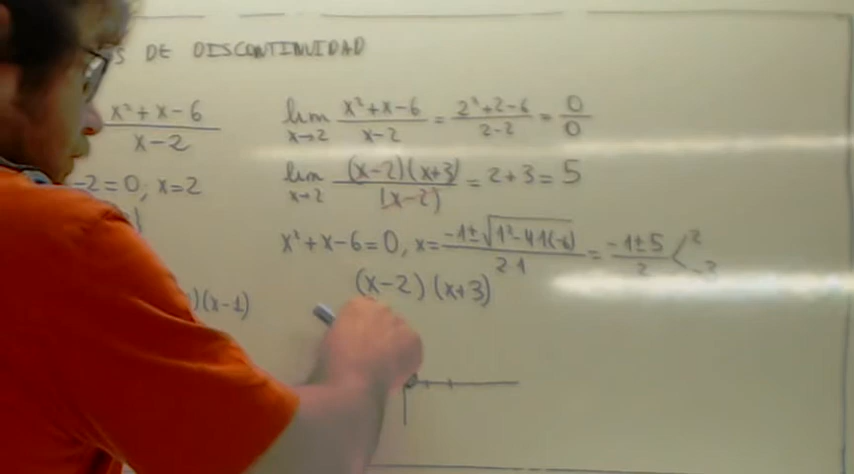 S DE DISCONTINUIDAD
x²+x-6 / x-2
lim x→2 x²+x-6 / x-2 = 2²+2-6 / 2-2 = 0/0
-2=0, x=2
lim x→2 (x-2)(x+3) / (x-2) = 2+3=5
x²+x-6=0, x= -1±√1²-4·1(-6) / 2·1 = -1±5 / 2 < 2 -3
(x-2)(x+3)
)(x-1)